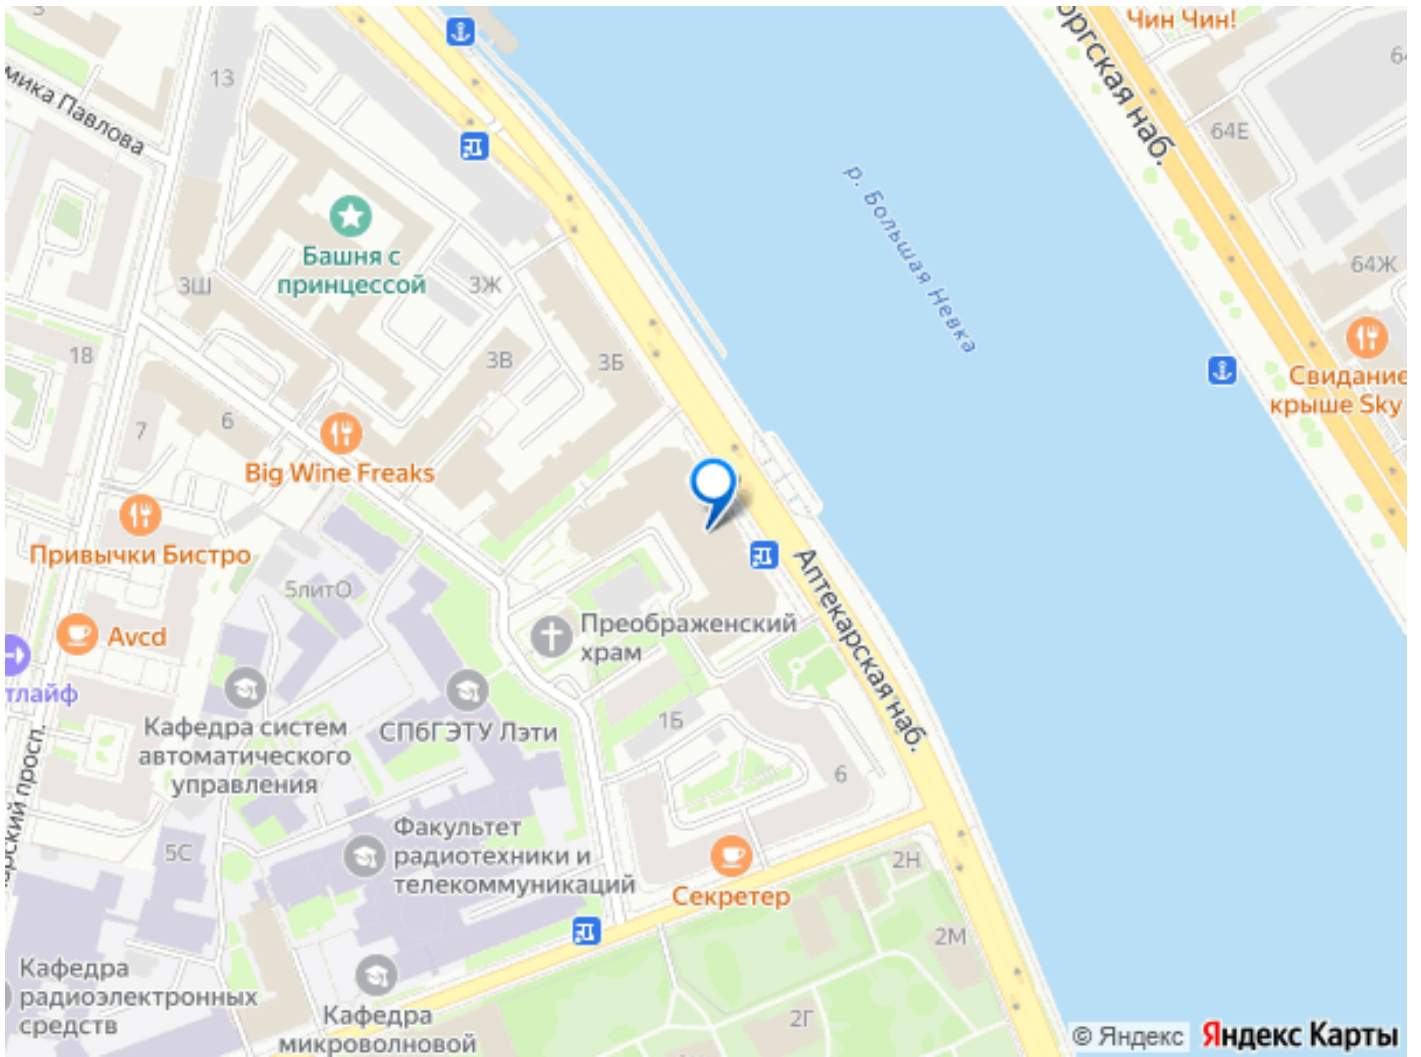 Чин Чин!
ргская наб.
64Е
13
мика Павлова
р. Большая Невка
Башня с
принцессой
3Ш
3Ж
64Ж
18
3В
3Б
Свидание
крыше Sky
7
6
Big Wine Freaks
Привычки Бистро
5литО
Аптекарская наб.
Преображенский
храм
Avcd
тлайф
Кафедра систем
автоматического
управления
СПбГЭТУ Лэти
1Б
6
арский просп.
5С
Факультет
радиотехники и
телекоммуникаций
Секретер
2Н
2М
Кафедра
радиоэлектронных
средств
Кафедра
микроволновой
2Г
© Яндекс Яндекс Карты